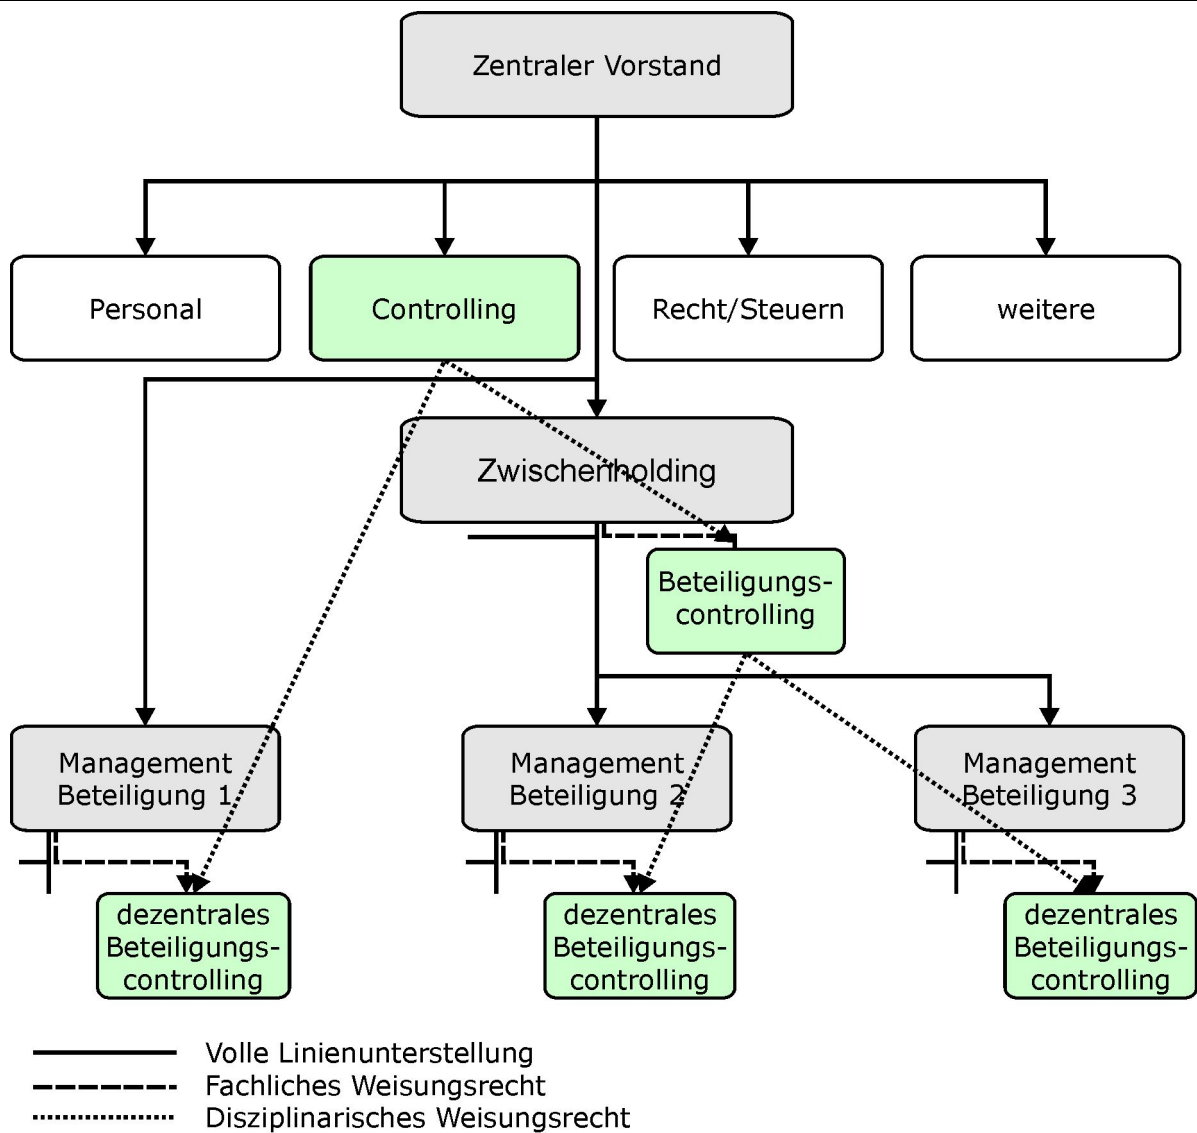 Zentraler Vorstand
Personal
Controlling
Recht/Steuern
weitere
Zwischenholding
Beteiligungs-
controlling
Management
Beteiligung 1
Management
Beteiligung 2
Management
Beteiligung 3
dezentrales
Beteiligungs-
controlling
dezentrales
Beteiligungs-
controlling
dezentrales
Beteiligungs-
controlling
Volle Linienunterstellung
Fachliches Weisungsrecht
Disziplinarisches Weisungsrecht